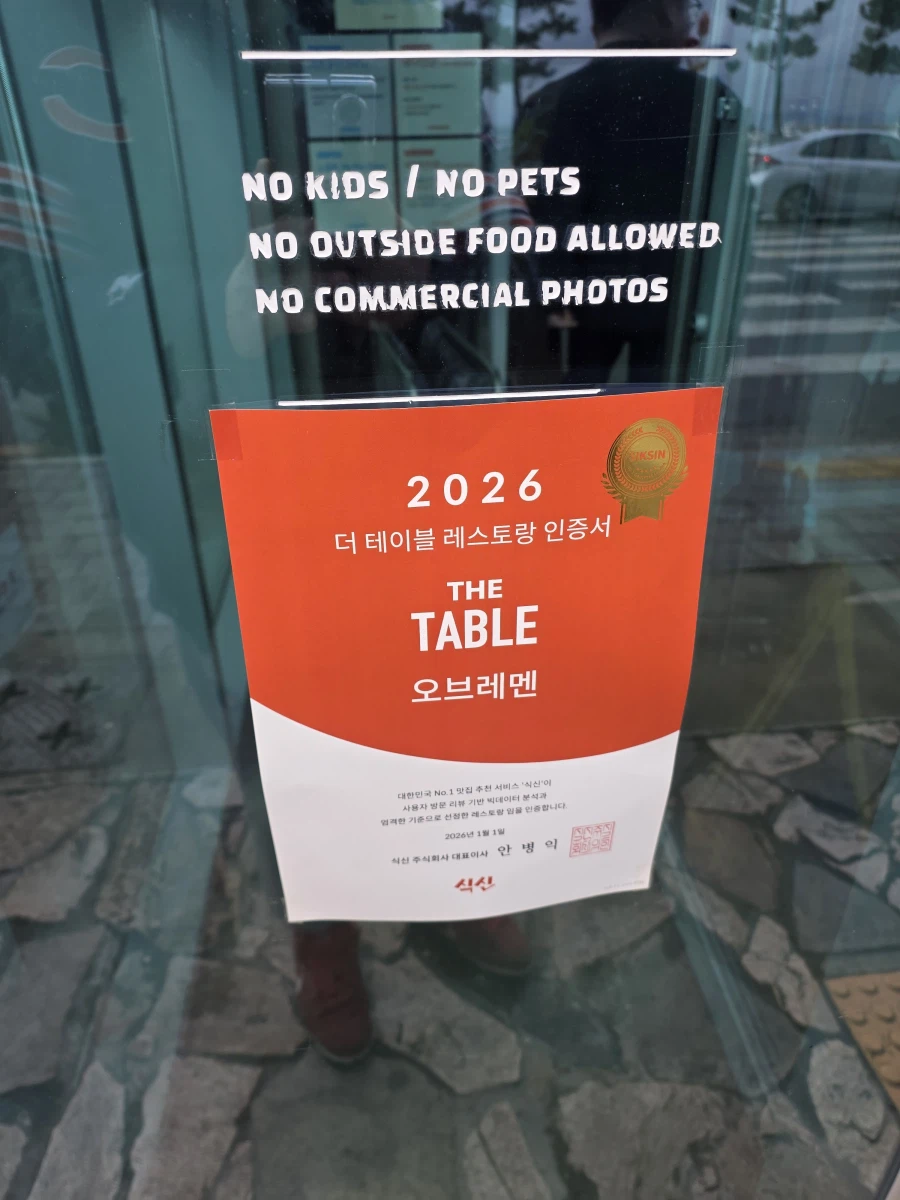 NO KIDS / NO PETS
NO OUTSIDE FOOD ALLOWED
NO COMMERCIAL PHOTOS
SIKSIN
2026
더 테이블 레스토랑 인증서
THE
TABLE
오브레멘
대한민국 No.1 맛집 추천 서비스 '식신'이
사용자 방문 리뷰 기반 빅데이터 분석과
엄격한 기준으로 선정한 레스토랑 임을 인증합니다.
2026년 1월 1일
식신 주식회사 대표이사 안 병 익
식신